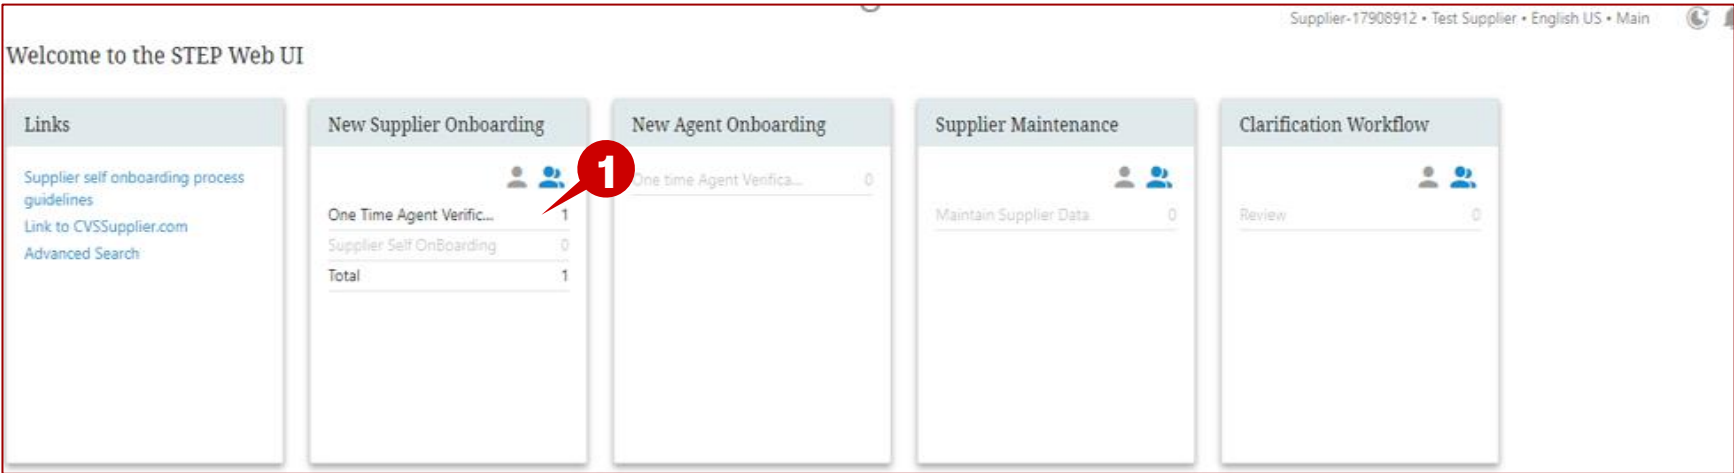 Supplier-17908912 • Test Supplier • English US • Main
Welcome to the STEP Web UI
Links
Supplier self onboarding process
guidelines
Link to CVSSupplier.com
Advanced Search
New Supplier Onboarding
1
One Time Agent Verific... 1
Supplier Self OnBoarding 0
Total 1
New Agent Onboarding
One time Agent Verifica... 0
Supplier Maintenance
Maintain Supplier Data 0
Clarification Workflow
Review 0